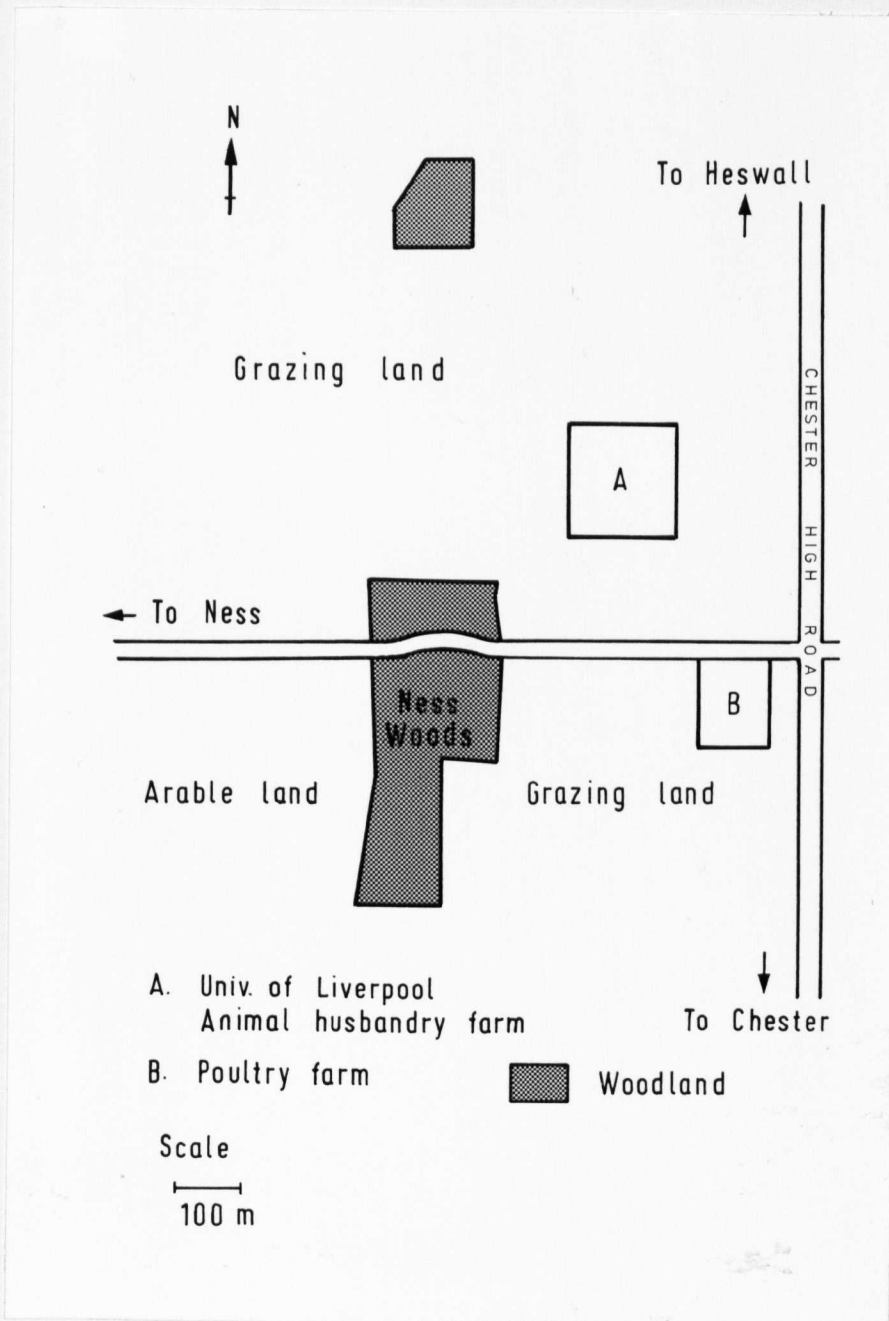 N
To Heswall
Grazing land
CHESTER HIGH ROAD
A
To Ness
B
Ness
Woods
Arable land
Grazing land
A. Univ. of Liverpool
Animal husbandry farm
To Chester
B. Poultry farm
Woodland
Scale
100 m